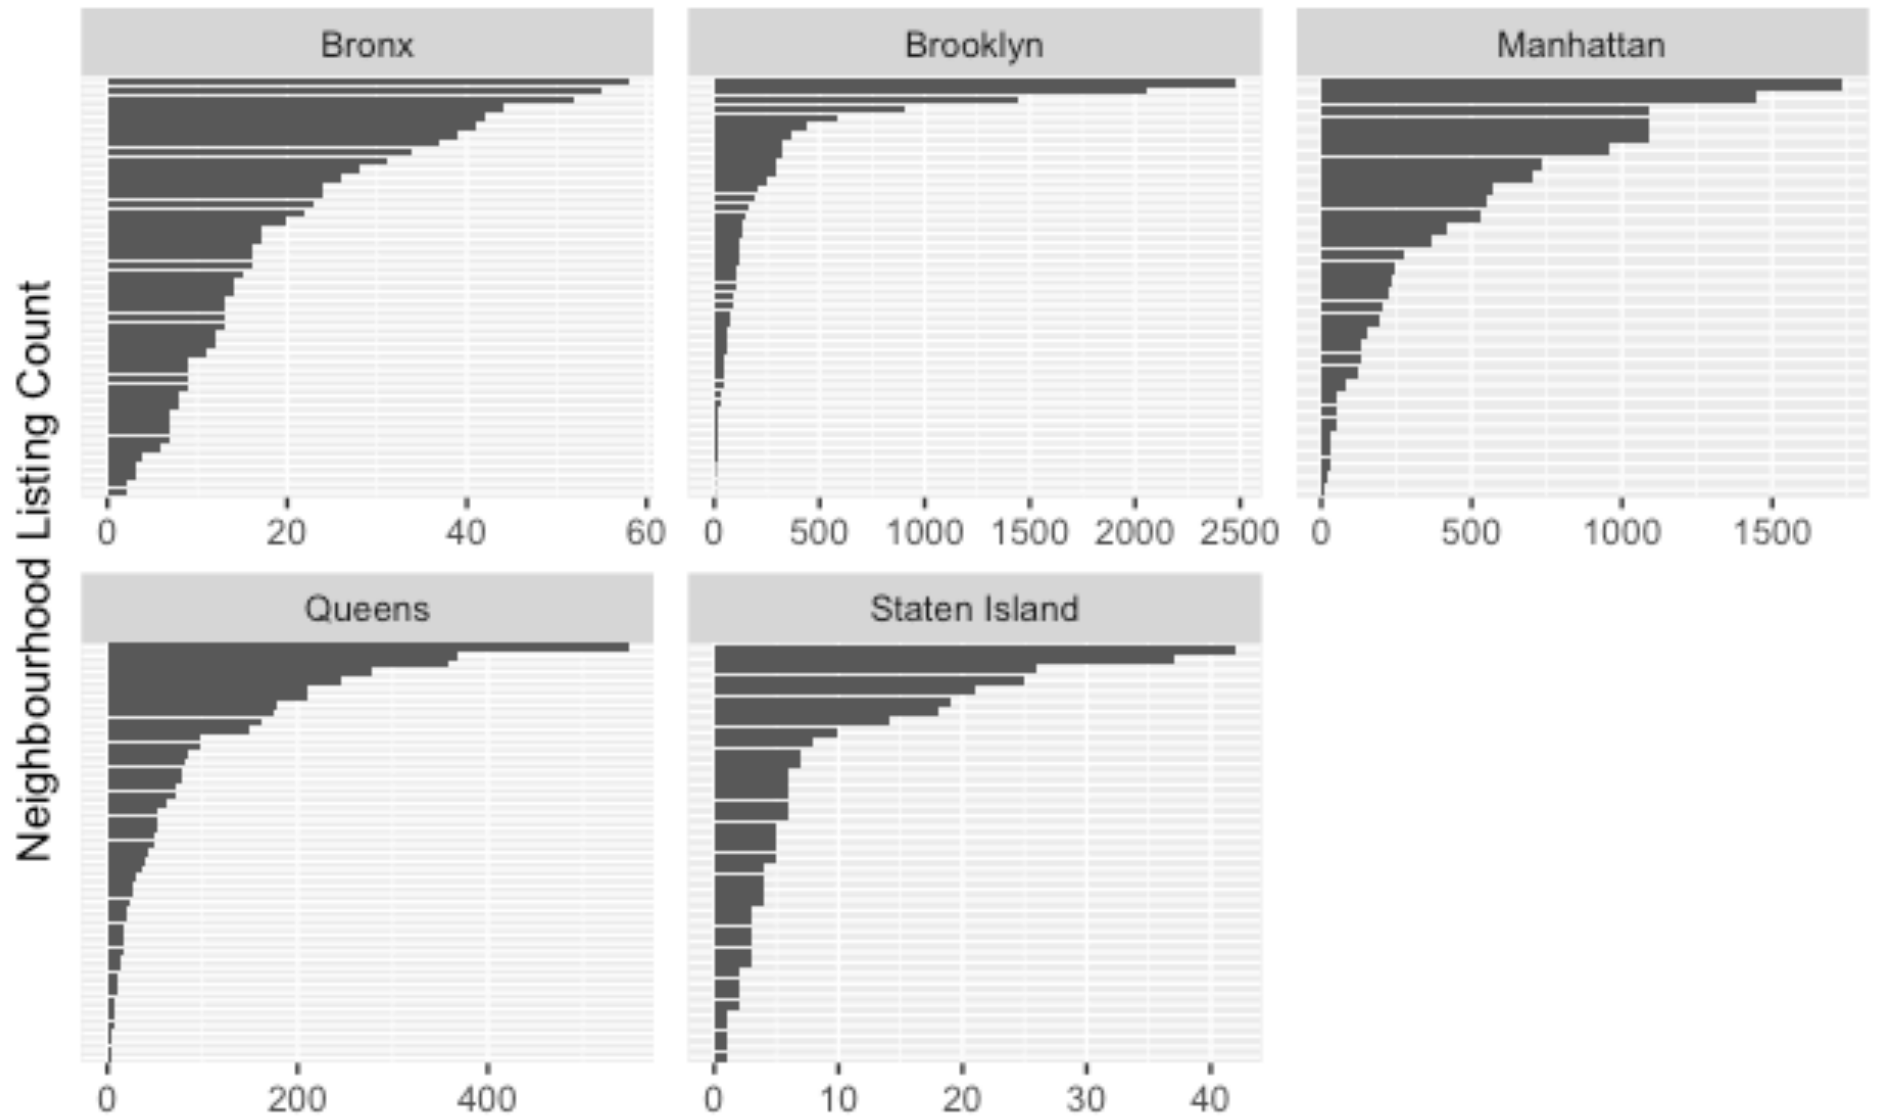 Neighbourhood Listing Count
Bronx
0 20 40 60
Brooklyn
0 500 1000 1500 2000 2500
Manhattan
0 500 1000 1500
Queens
0 200 400
Staten Island
0 10 20 30 40